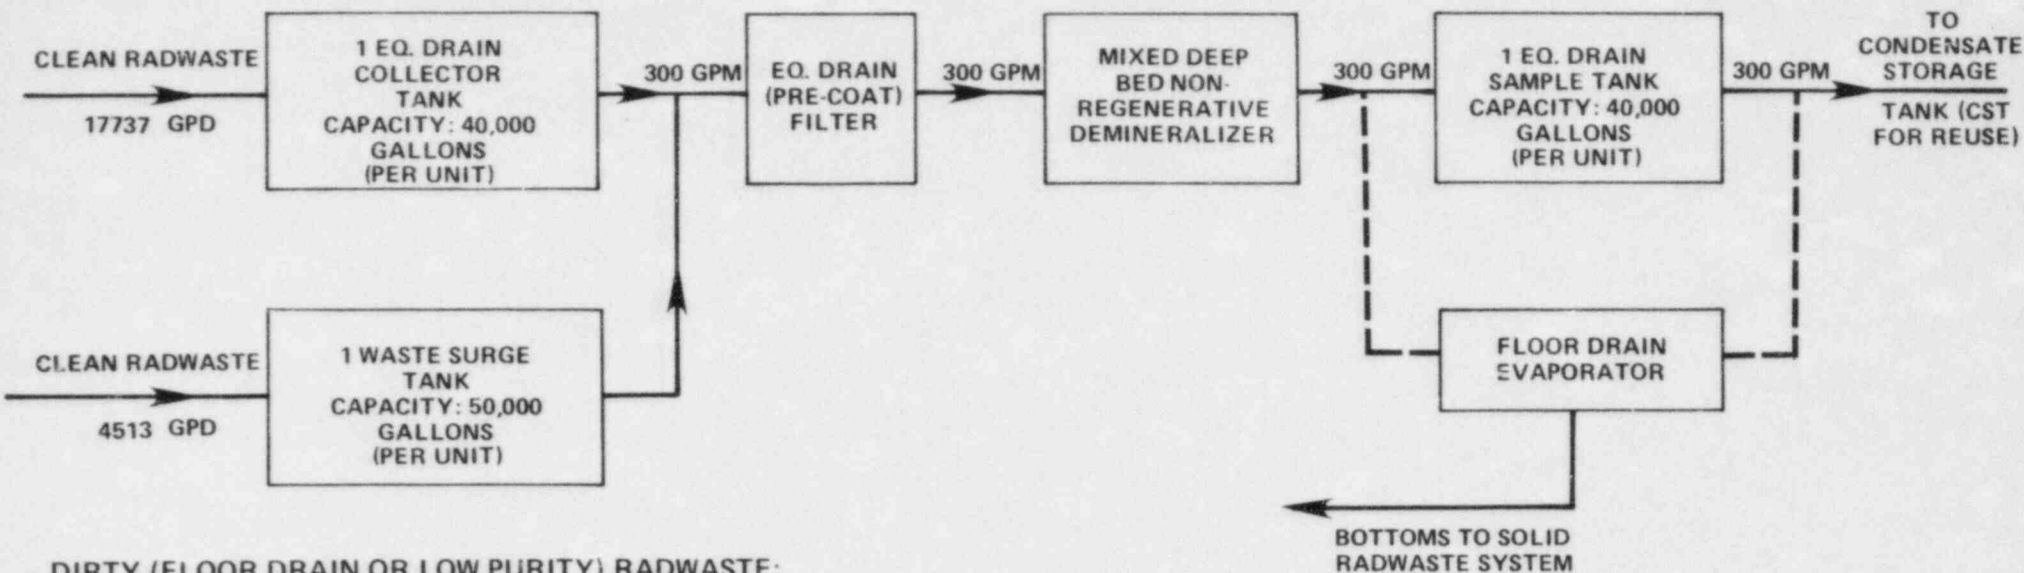 CLEAN RADWASTE
17737 GPD
1 EQ. DRAIN
COLLECTOR
TANK
CAPACITY: 40,000
GALLONS
(PER UNIT)
300 GPM
EQ. DRAIN
(PRE-COAT)
FILTER
300 GPM
MIXED DEEP
BED NON-
REGENERATIVE
DEMINERALIZER
300 GPM
1 EQ. DRAIN
SAMPLE TANK
CAPACITY: 40,000
GALLONS
(PER UNIT)
300 GPM
TO
CONDENSATE
STORAGE
TANK (CST
FOR REUSE)
CLEAN RADWASTE
4513 GPD
1 WASTE SURGE
TANK
CAPACITY: 50,000
GALLONS
(PER UNIT)
FLOOR DRAIN
EVAPORATOR
BOTTOMS TO SOLID
RADWASTE SYSTEM
DIRTY (FLOOR DRAIN OR LOW PURITY) RADWASTE: